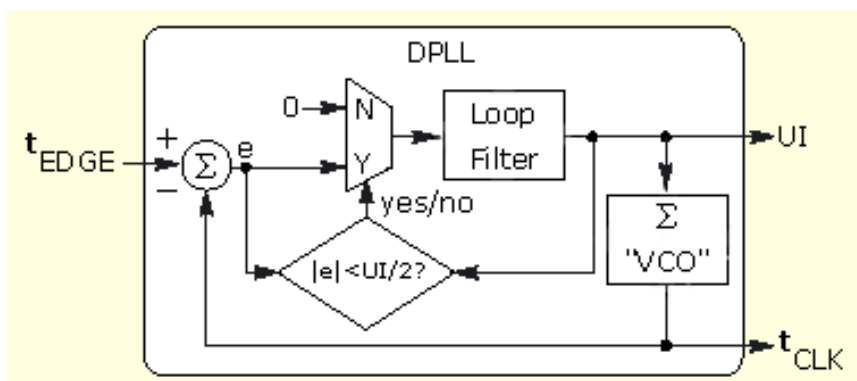 DPLL
0
N
Loop
Filter
UI
t EDGE
+
−
Σ
e
Y
yes/no
|e|<UI/2?
Σ
"VCO"
t CLK